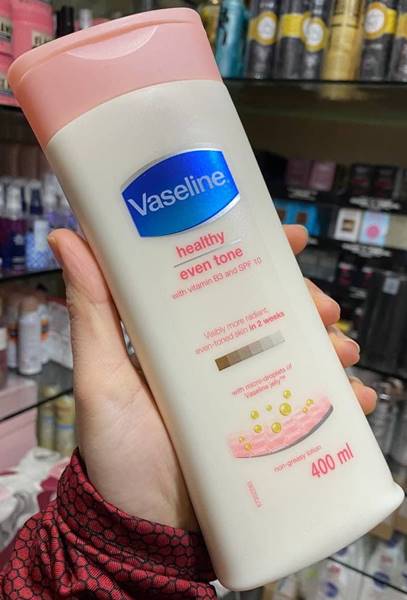 Vaseline.
healthy
even tone
with vitamin B3 and SPF 10
Visibly more radiant,
even-toned skin in 2 weeks
with micro-droplets of
Vaseline jelly™
non-greasy lotion
400 ml